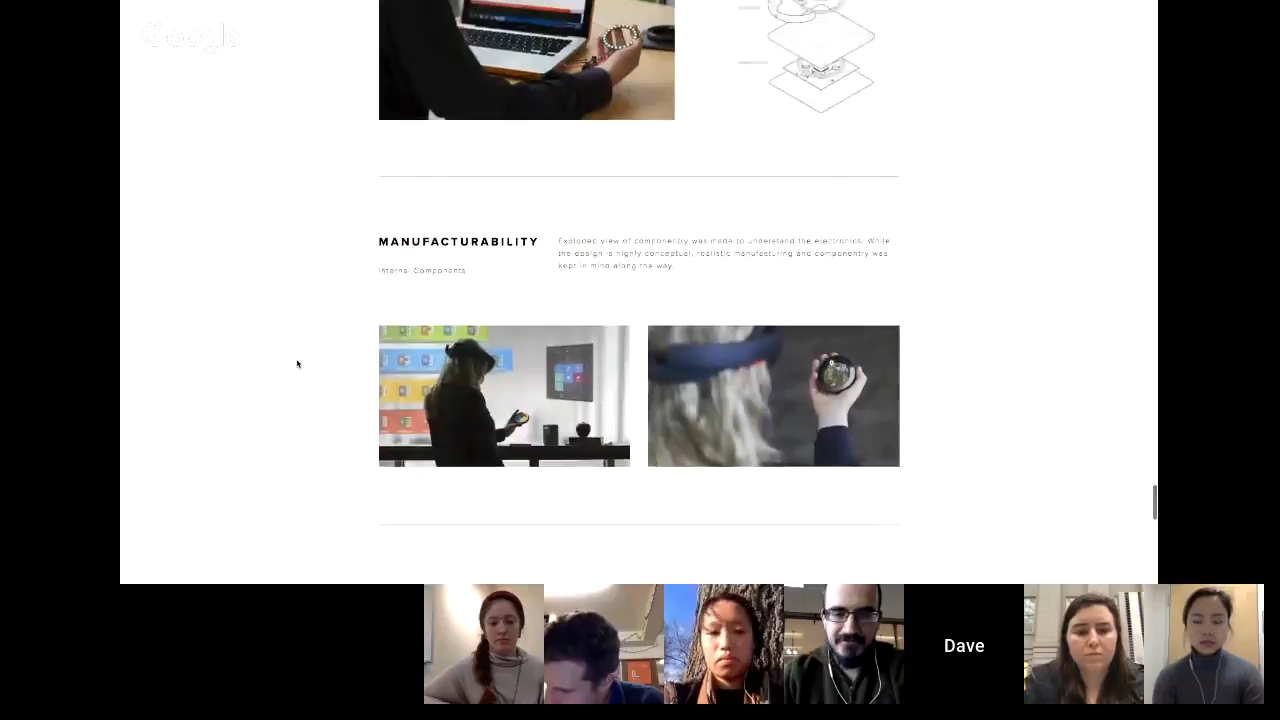 Google
MANUFACTURABILITY
Exploded view of componentry was made to understand the electronics. While
the design is highly conceptual, realistic manufacturing and componentry was
kept in mind along the way.
Internal Components
Dave